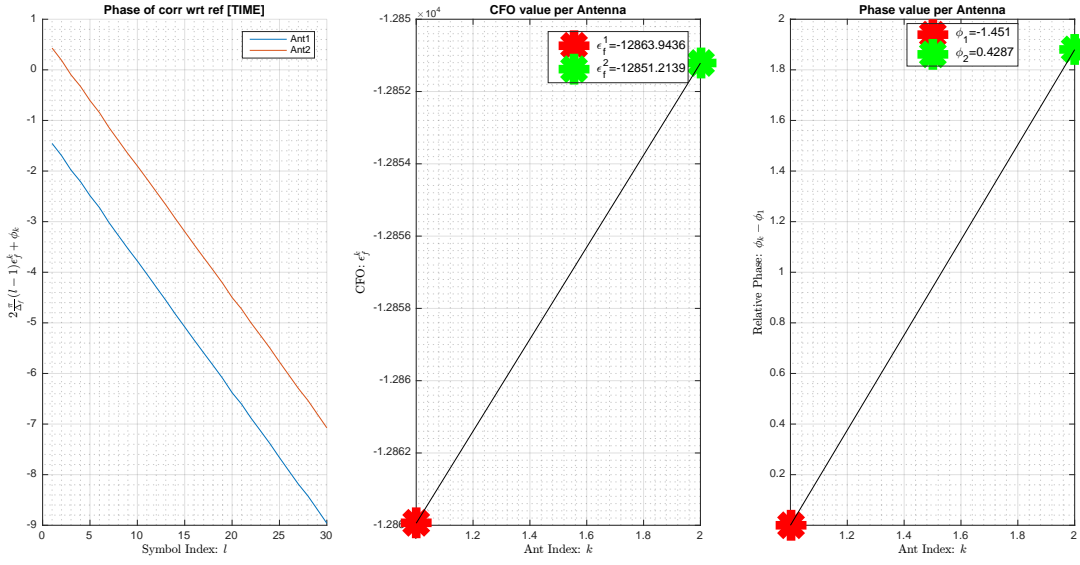 Phase of corr wrt ref [TIME]
1
0
-1
-2
-3
-4
-5
-6
-7
-8
-9
0 5 10 15 20 25 30
Symbol Index: l
2 π/Δf (l − 1)ϵ_f^k + ϕ_k
Ant1
Ant2
CFO value per Antenna
×10^4
-1.285
-1.2852
-1.2854
-1.2856
-1.2858
-1.286
-1.2862
1.2 1.4 1.6 1.8 2
Ant Index: k
CFO: ϵ_f^k
ϵ_f^1=-12863.9436
ϵ_f^2=-12851.2139
Phase value per Antenna
2
1.8
1.6
1.4
1.2
1
0.8
0.6
0.4
0.2
1.2 1.4 1.6 1.8 2
Ant Index: k
Relative Phase: ϕ_k − ϕ_1
ϕ_1=-1.451
ϕ_2=0.4287